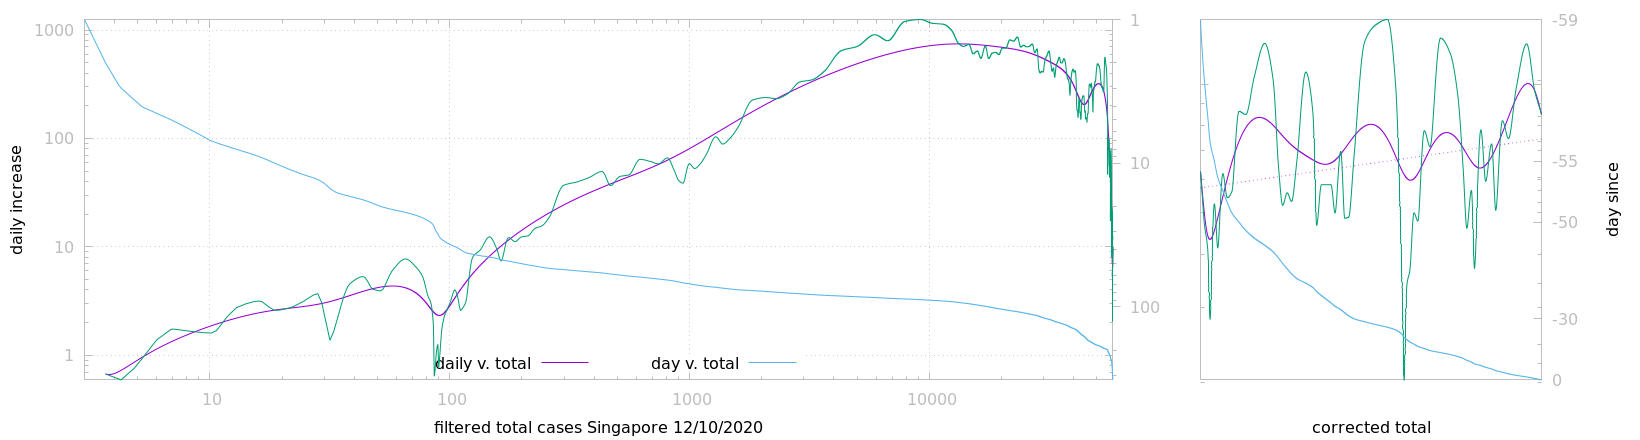 1000
100
10
1
daily increase
10
100
1000
10000
filtered total cases Singapore 12/10/2020
daily v. total
day v. total
1
10
100
-59
-55
-50
-30
0
day since
corrected total